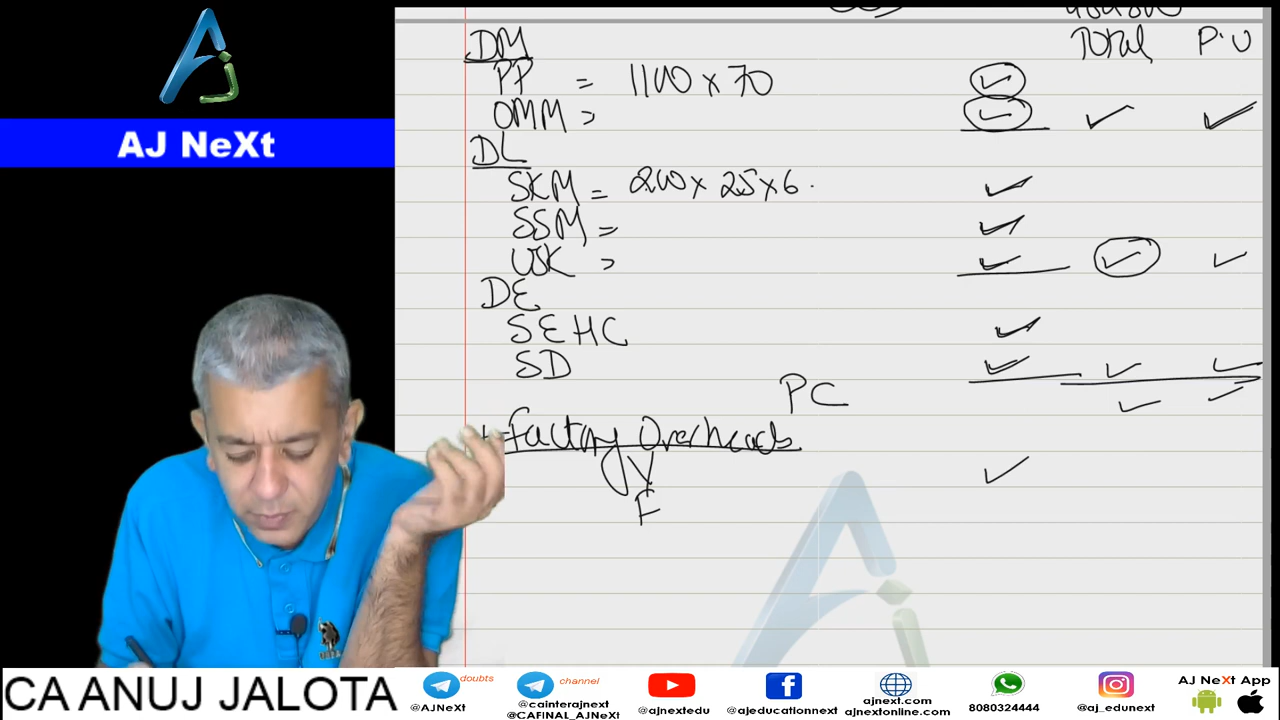 AJ NeXt
Total P.U
DM
PP = 1100 x 70
OMM =
DL
SKM = 200 x 25 x 6
SSM =
USK =
DE
SEHC
SD
PC
+ Factory Overheads
V
F
CA ANUJ JALOTA
doubts
@AJNeXt
channel
@cainterajnext
@CAFINAL_AJNeXt
@ajnextedu
@ajeducationnext
ajnext.com
ajnextonline.com
8080324444
@aj_edunext
AJ NeXt App